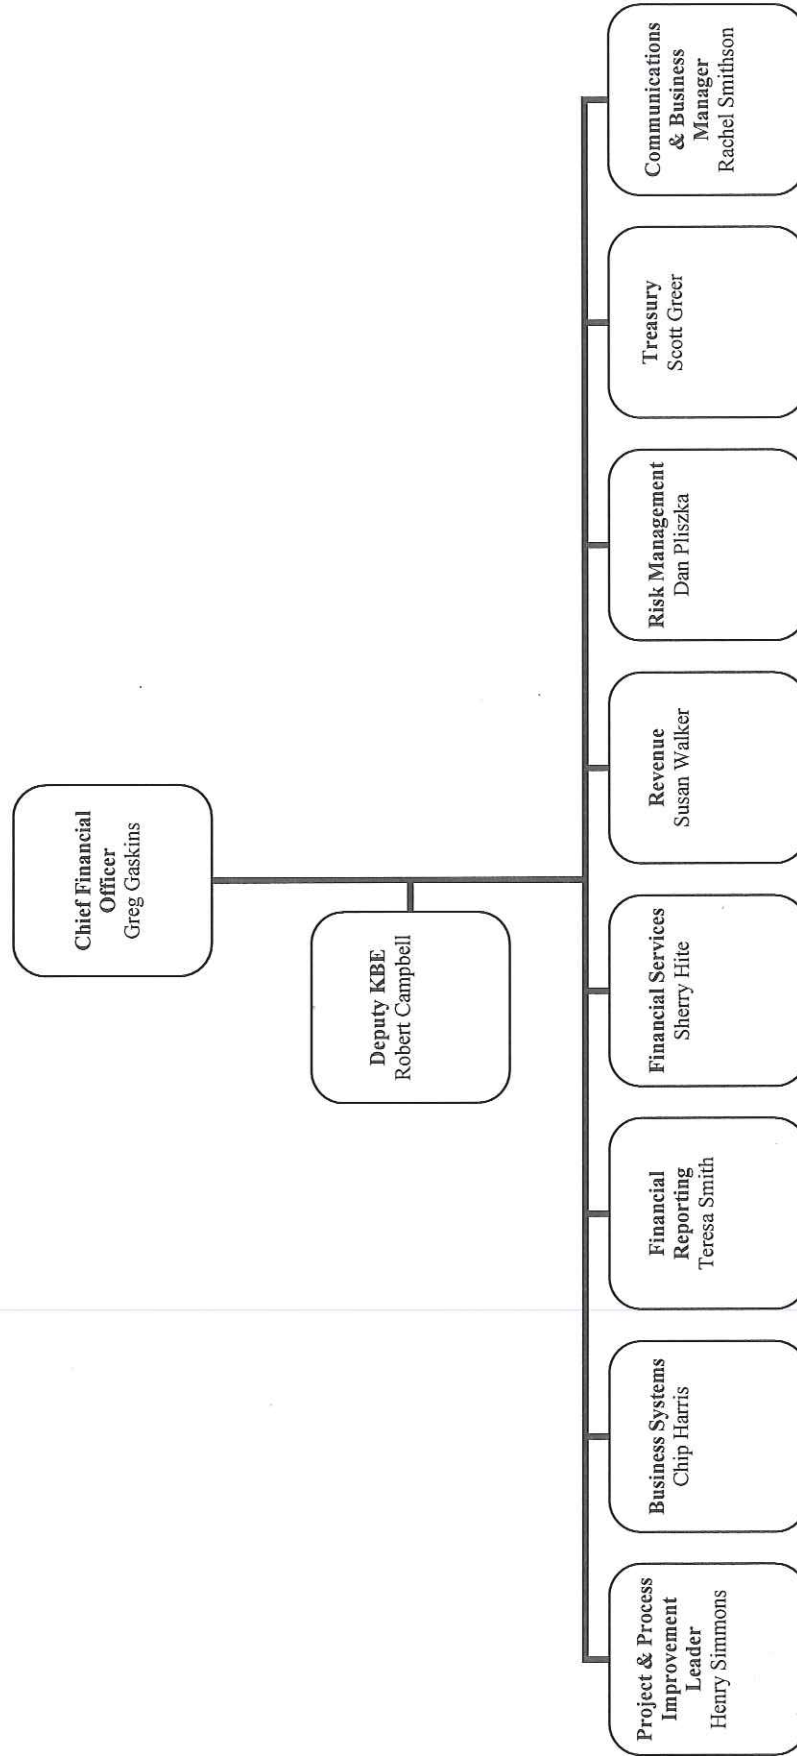 Chief Financial
Officer
Greg Gaskins
Deputy KBE
Robert Campbell
Project & Process
Improvement
Leader
Henry Simmons
Business Systems
Chip Harris
Financial
Reporting
Teresa Smith
Financial Services
Sherry Hite
Revenue
Susan Walker
Risk Management
Dan Pliszka
Treasury
Scott Greer
Communications
& Business
Manager
Rachel Smithson